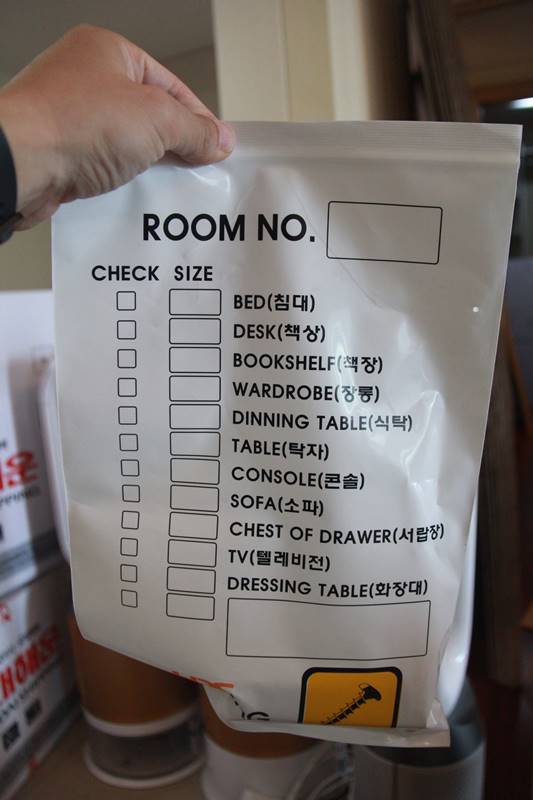 ROOM NO.
CHECK SIZE
BED(침대)
DESK(책상)
BOOKSHELF(책장)
WARDROBE(장롱)
DINNING TABLE(식탁)
TABLE(탁자)
CONSOLE(콘솔)
SOFA(소파)
CHEST OF DRAWER(서랍장)
TV(텔레비전)
DRESSING TABLE(화장대)